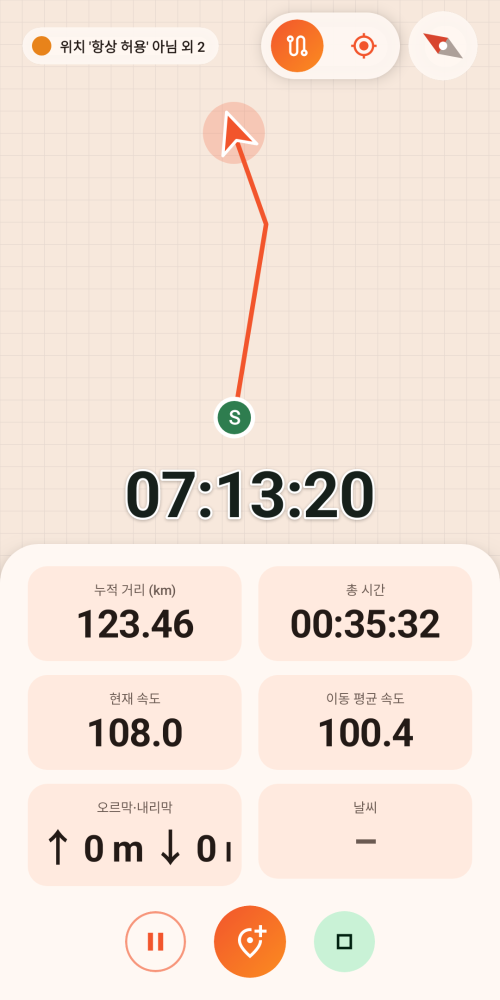 위치 '항상 허용' 아님 외 2
S
07:13:20
누적 거리 (km)
123.46
총 시간
00:35:32
현재 속도
108.0
이동 평균 속도
100.4
오르막·내리막
↑ 0 m ↓ 0
날씨
–